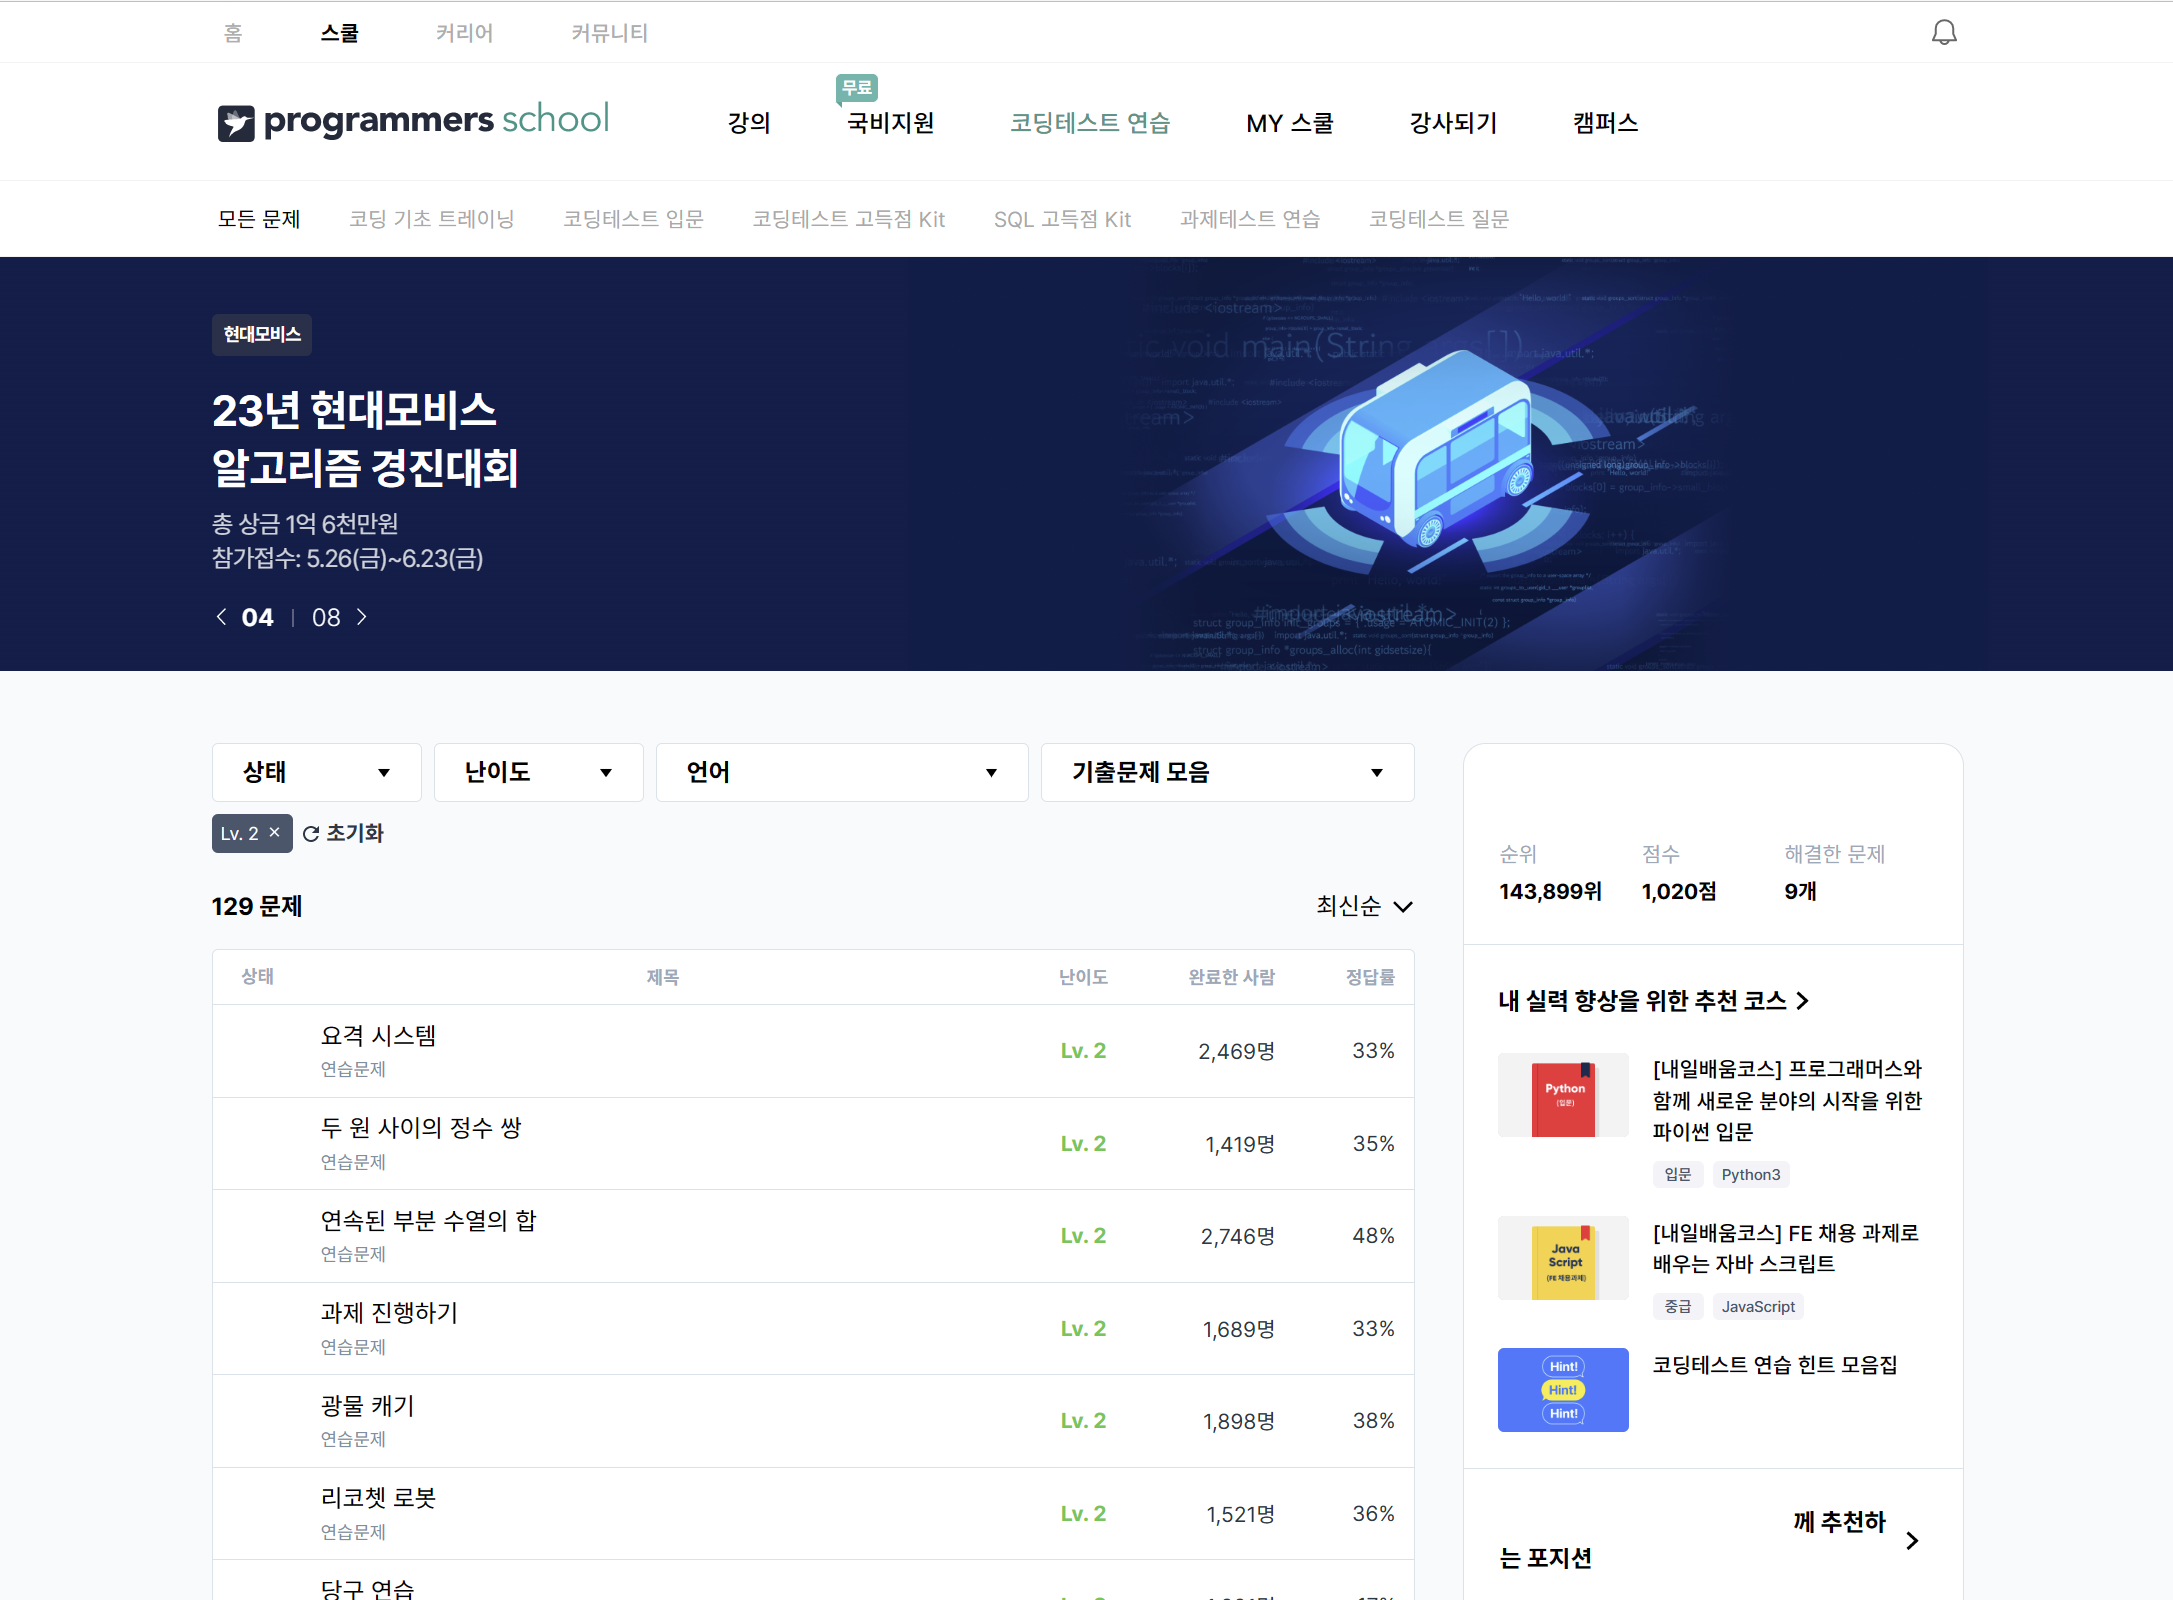 홈 스쿨 커리어 커뮤니티
무료
programmers school 강의 국비지원 코딩테스트 연습 MY 스쿨 강사되기 캠퍼스
모든 문제 코딩 기초 트레이닝 코딩테스트 입문 코딩테스트 고득점 Kit SQL 고득점 Kit 과제테스트 연습 코딩테스트 질문
현대모비스
23년 현대모비스
알고리즘 경진대회
총 상금 1억 6천만원
참가접수: 5.26(금)~6.23(금)
04 | 08
상태 난이도 언어 기출문제 모음
Lv. 2 × 초기화
129 문제 최신순
상태 제목 난이도 완료한 사람 정답률
요격 시스템 Lv. 2 2,469명 33%
연습문제
두 원 사이의 정수 쌍 Lv. 2 1,419명 35%
연습문제
연속된 부분 수열의 합 Lv. 2 2,746명 48%
연습문제
과제 진행하기 Lv. 2 1,689명 33%
연습문제
광물 캐기 Lv. 2 1,898명 38%
연습문제
리코쳇 로봇 Lv. 2 1,521명 36%
연습문제
당구 연습
순위 점수 해결한 문제
143,899위 1,020점 9개
내 실력 향상을 위한 추천 코스
Python
(입문)
[내일배움코스] 프로그래머스와
함께 새로운 분야의 시작을 위한
파이썬 입문
입문 Python3
Java
Script
(FE 채용과제)
[내일배움코스] FE 채용 과제로
배우는 자바 스크립트
중급 JavaScript
Hint!
Hint!
Hint!
코딩테스트 연습 힌트 모음집
께 추천하
는 포지션